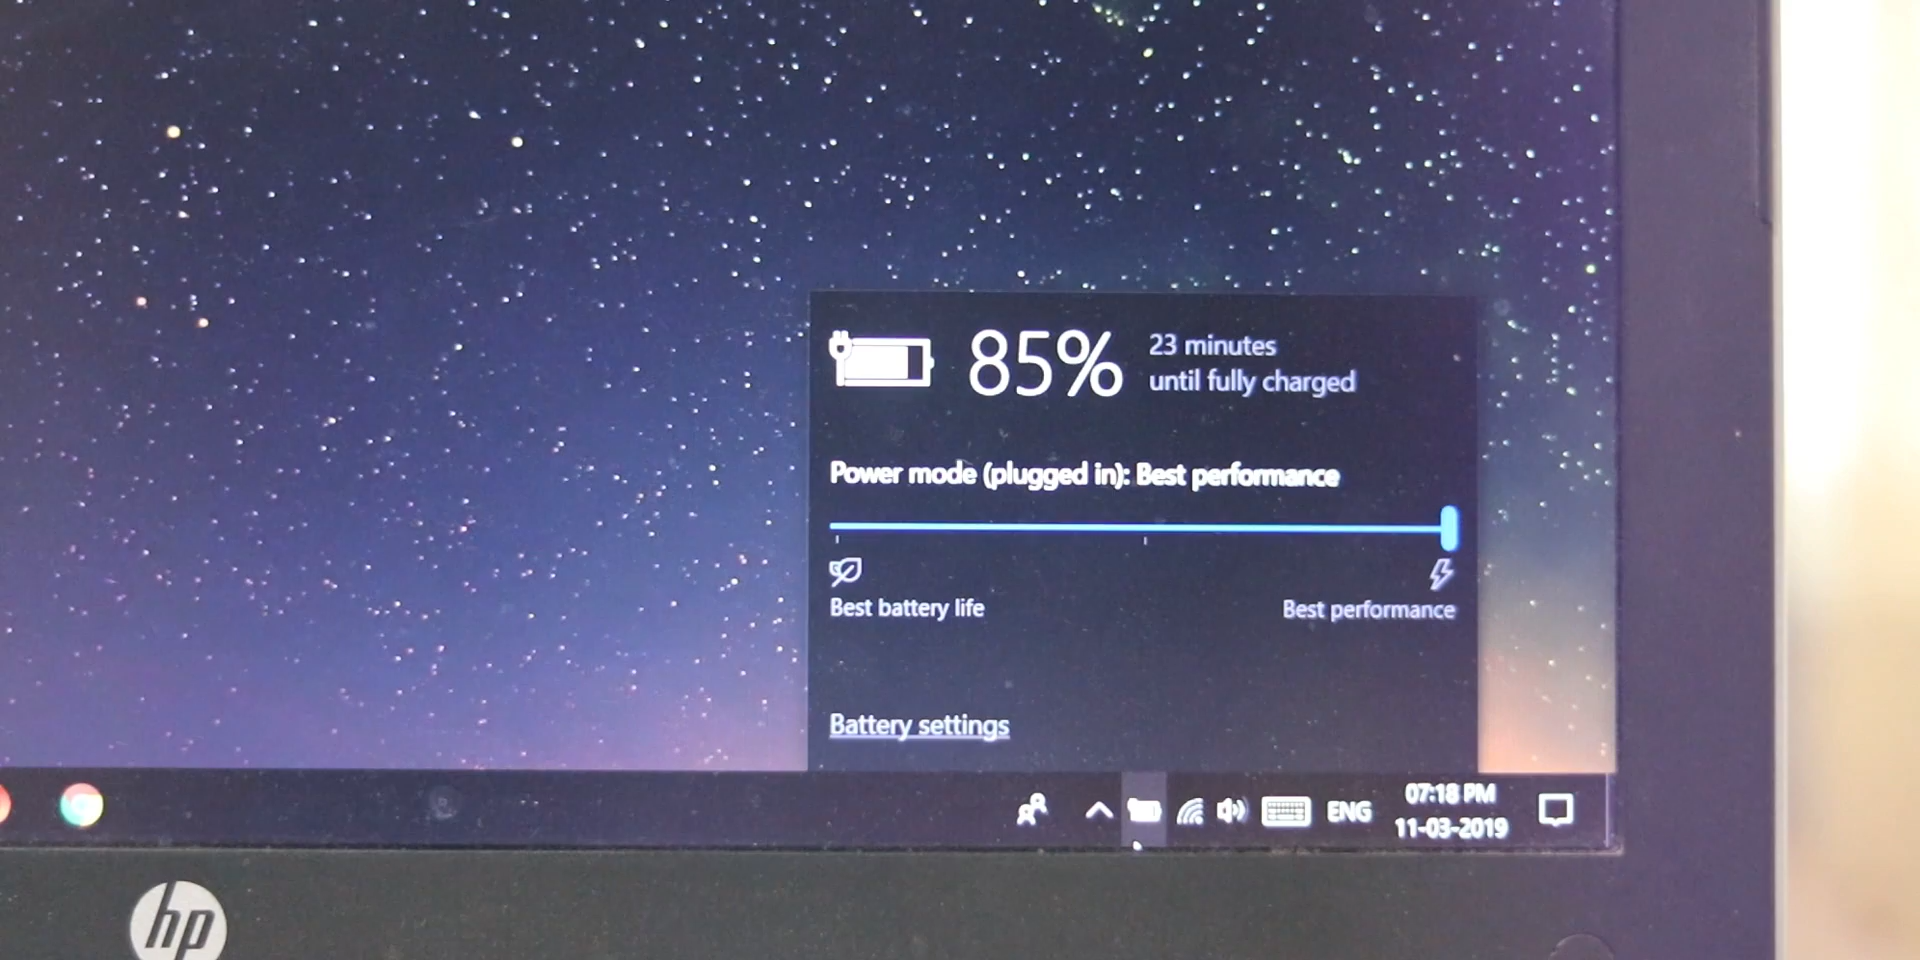 85%
23 minutes
until fully charged
Power mode (plugged in): Best performance
Best battery life
Best performance
Battery settings
ENG
07:18 PM
11-03-2019
hp